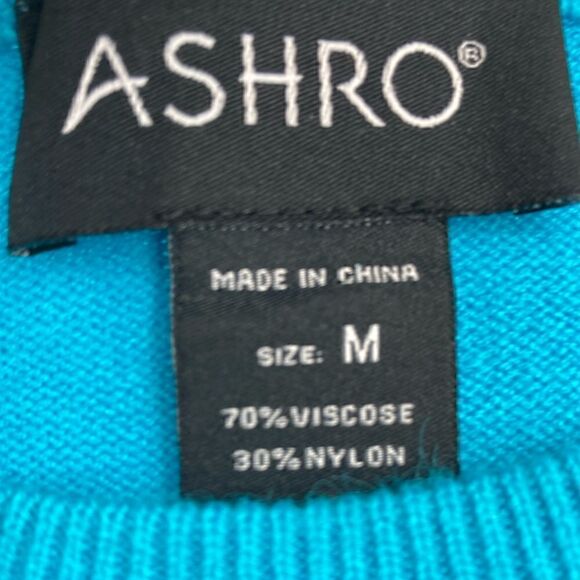 ASHRO®
MADE IN CHINA
SIZE: M
70%VISCOSE
30%NYLON